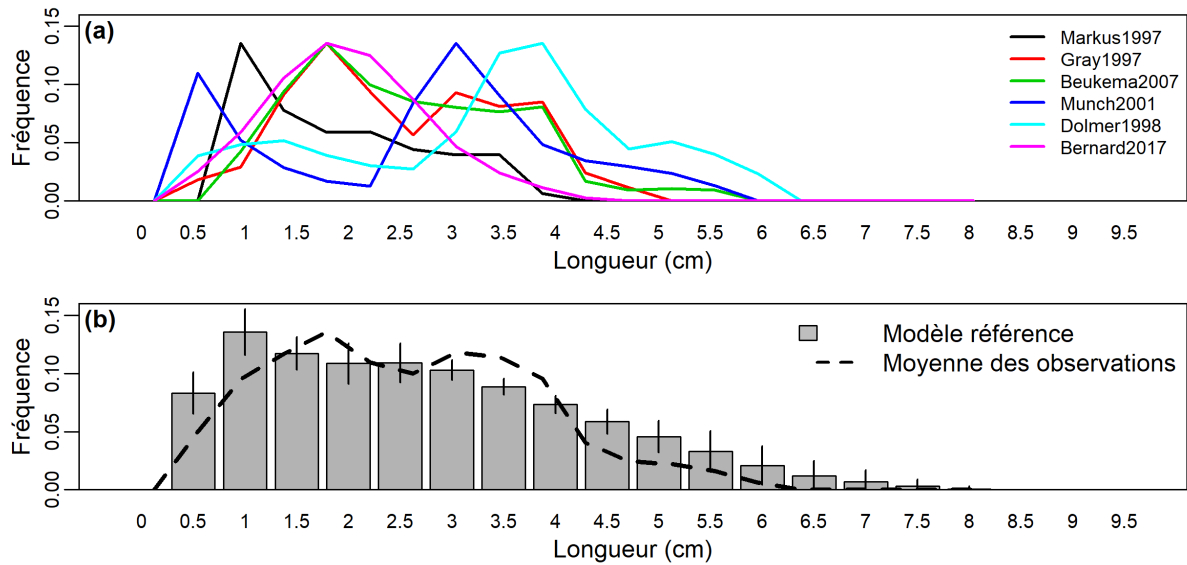 (a)
Fréquence
0.15
0.10
0.05
0.00
Markus1997
Gray1997
Beukema2007
Munch2001
Dolmer1998
Bernard2017
0 0.5 1 1.5 2 2.5 3 3.5 4 4.5 5 5.5 6 6.5 7 7.5 8 8.5 9 9.5
Longueur (cm)
(b)
Fréquence
0.15
0.10
0.05
0.00
Modèle référence
Moyenne des observations
0 0.5 1 1.5 2 2.5 3 3.5 4 4.5 5 5.5 6 6.5 7 7.5 8 8.5 9 9.5
Longueur (cm)